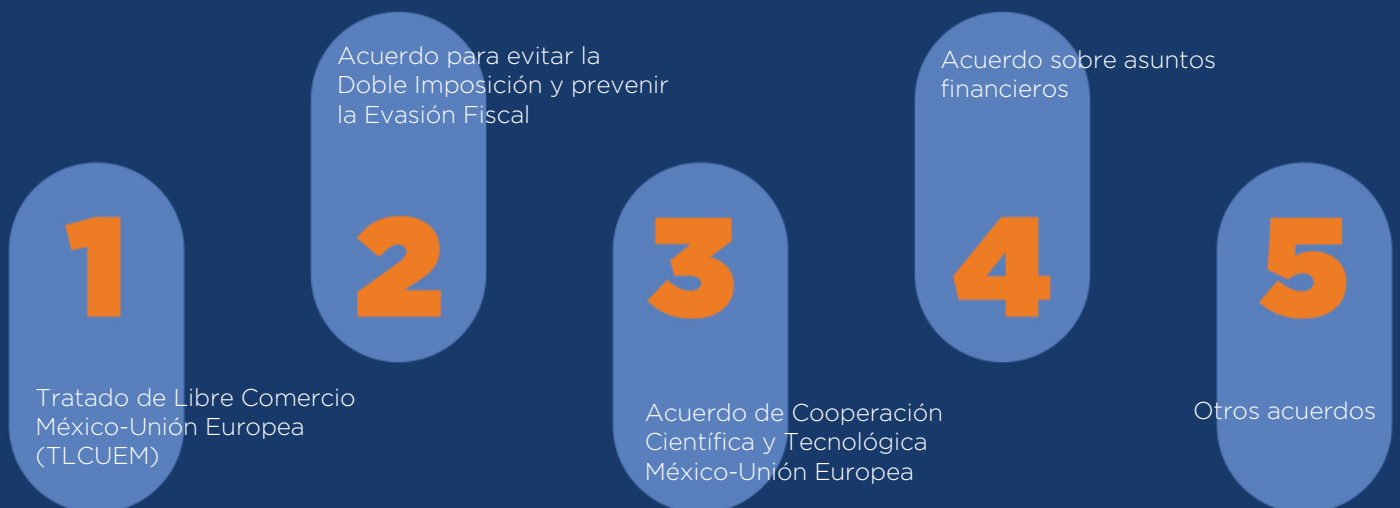 1
Tratado de Libre Comercio
México-Unión Europea
(TLCUEM)
Acuerdo para evitar la
Doble Imposición y prevenir
la Evasión Fiscal
2
3
Acuerdo de Cooperación
Científica y Tecnológica
México-Unión Europea
Acuerdo sobre asuntos
financieros
4
5
Otros acuerdos